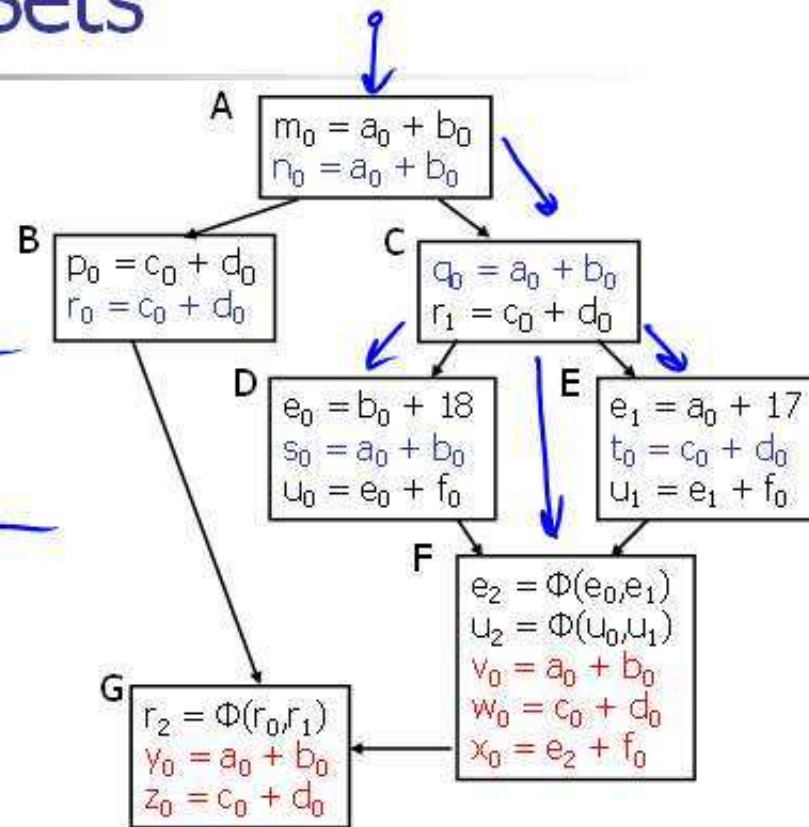 Sets
A
m₀ = a₀ + b₀
n₀ = a₀ + b₀
B
p₀ = c₀ + d₀
r₀ = c₀ + d₀
C
q₀ = a₀ + b₀
r₁ = c₀ + d₀
D
e₀ = b₀ + 18
s₀ = a₀ + b₀
u₀ = e₀ + f₀
E
e₁ = a₀ + 17
t₀ = c₀ + d₀
u₁ = e₁ + f₀
F
e₂ = Φ(e₀,e₁)
u₂ = Φ(u₀,u₁)
v₀ = a₀ + b₀
w₀ = c₀ + d₀
x₀ = e₂ + f₀
G
r₂ = Φ(r₀,r₁)
y₀ = a₀ + b₀
z₀ = c₀ + d₀